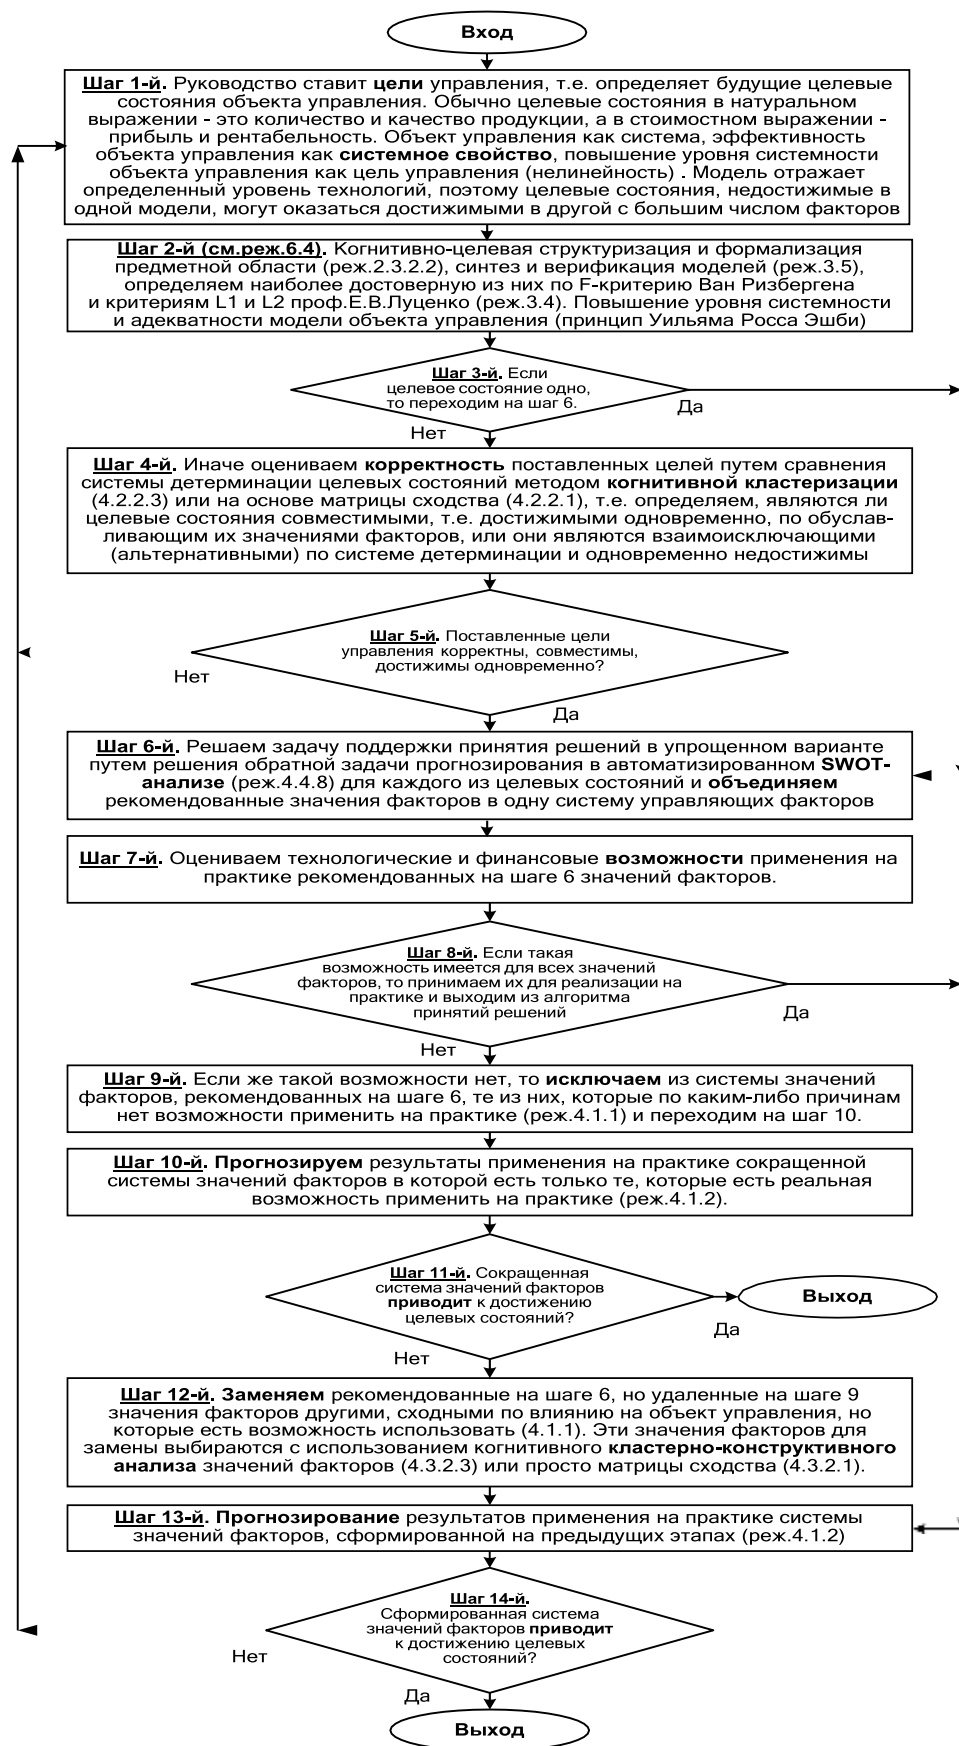 Вход
Шаг 1-й. Руководство ставит цели управления, т.е. определяет будущие целевые
состояния объекта управления. Обычно целевые состояния в натуральном
выражении - это количество и качество продукции, а в стоимостном выражении -
прибыль и рентабельность. Объект управления как система, эффективность
объекта управления как системное свойство, повышение уровня системности
объекта управления как цель управления (нелинейность) . Модель отражает
определенный уровень технологий, поэтому целевые состояния, недостижимые в
одной модели, могут оказаться достижимыми в другой с большим числом факторов
Шаг 2-й (см.реж.6.4). Когнитивно-целевая структуризация и формализация
предметной области (реж.2.3.2.2), синтез и верификация моделей (реж.3.5),
определяем наиболее достоверную из них по F-критерию Ван Ризбергена
и критериям L1 и L2 проф.Е.В.Луценко (реж.3.4). Повышение уровня системности
и адекватности модели объекта управления (принцип Уильяма Росса Эшби)
Шаг 3-й. Если
целевое состояние одно,
то переходим на шаг 6.
Да
Нет
Шаг 4-й. Иначе оцениваем корректность поставленных целей путем сравнения
системы детерминации целевых состояний методом когнитивной кластеризации
(4.2.2.3) или на основе матрицы сходства (4.2.2.1), т.е. определяем, являются ли
целевые состояния совместимыми, т.е. достижимыми одновременно, по обуслав-
ливающим их значениями факторов, или они являются взаимоисключающими
(альтернативными) по системе детерминации и одновременно недостижимы
Шаг 5-й. Поставленные цели
управления корректны, совместимы,
достижимы одновременно?
Нет
Да
Шаг 6-й. Решаем задачу поддержки принятия решений в упрощенном варианте
путем решения обратной задачи прогнозирования в автоматизированном SWOT-
анализе (реж.4.4.8) для каждого из целевых состояний и объединяем
рекомендованные значения факторов в одну систему управляющих факторов
Шаг 7-й. Оцениваем технологические и финансовые возможности применения на
практике рекомендованных на шаге 6 значений факторов.
Шаг 8-й. Если такая
возможность имеется для всех значений
факторов, то принимаем их для реализации на
практике и выходим из алгоритма
принятий решений
Да
Нет
Шаг 9-й. Если же такой возможности нет, то исключаем из системы значений
факторов, рекомендованных на шаге 6, те из них, которые по каким-либо причинам
нет возможности применить на практике (реж.4.1.1) и переходим на шаг 10.
Шаг 10-й. Прогнозируем результаты применения на практике сокращенной
системы значений факторов в которой есть только те, которые есть реальная
возможность применить на практике (реж.4.1.2).
Шаг 11-й. Сокращенная
система значений факторов
приводит к достижению
целевых состояний?
Выход
Да
Нет
Шаг 12-й. Заменяем рекомендованные на шаге 6, но удаленные на шаге 9
значения факторов другими, сходными по влиянию на объект управления, но
которые есть возможность использовать (4.1.1). Эти значения факторов для
замены выбираются с использованием когнитивного кластерно-конструктивного
анализа значений факторов (4.3.2.3) или просто матрицы сходства (4.3.2.1).
Шаг 13-й. Прогнозирование результатов применения на практике системы
значений факторов, сформированной на предыдущих этапах (реж.4.1.2)
Шаг 14-й.
Сформированная система
значений факторов приводит
к достижению целевых
состояний?
Нет
Да
Выход